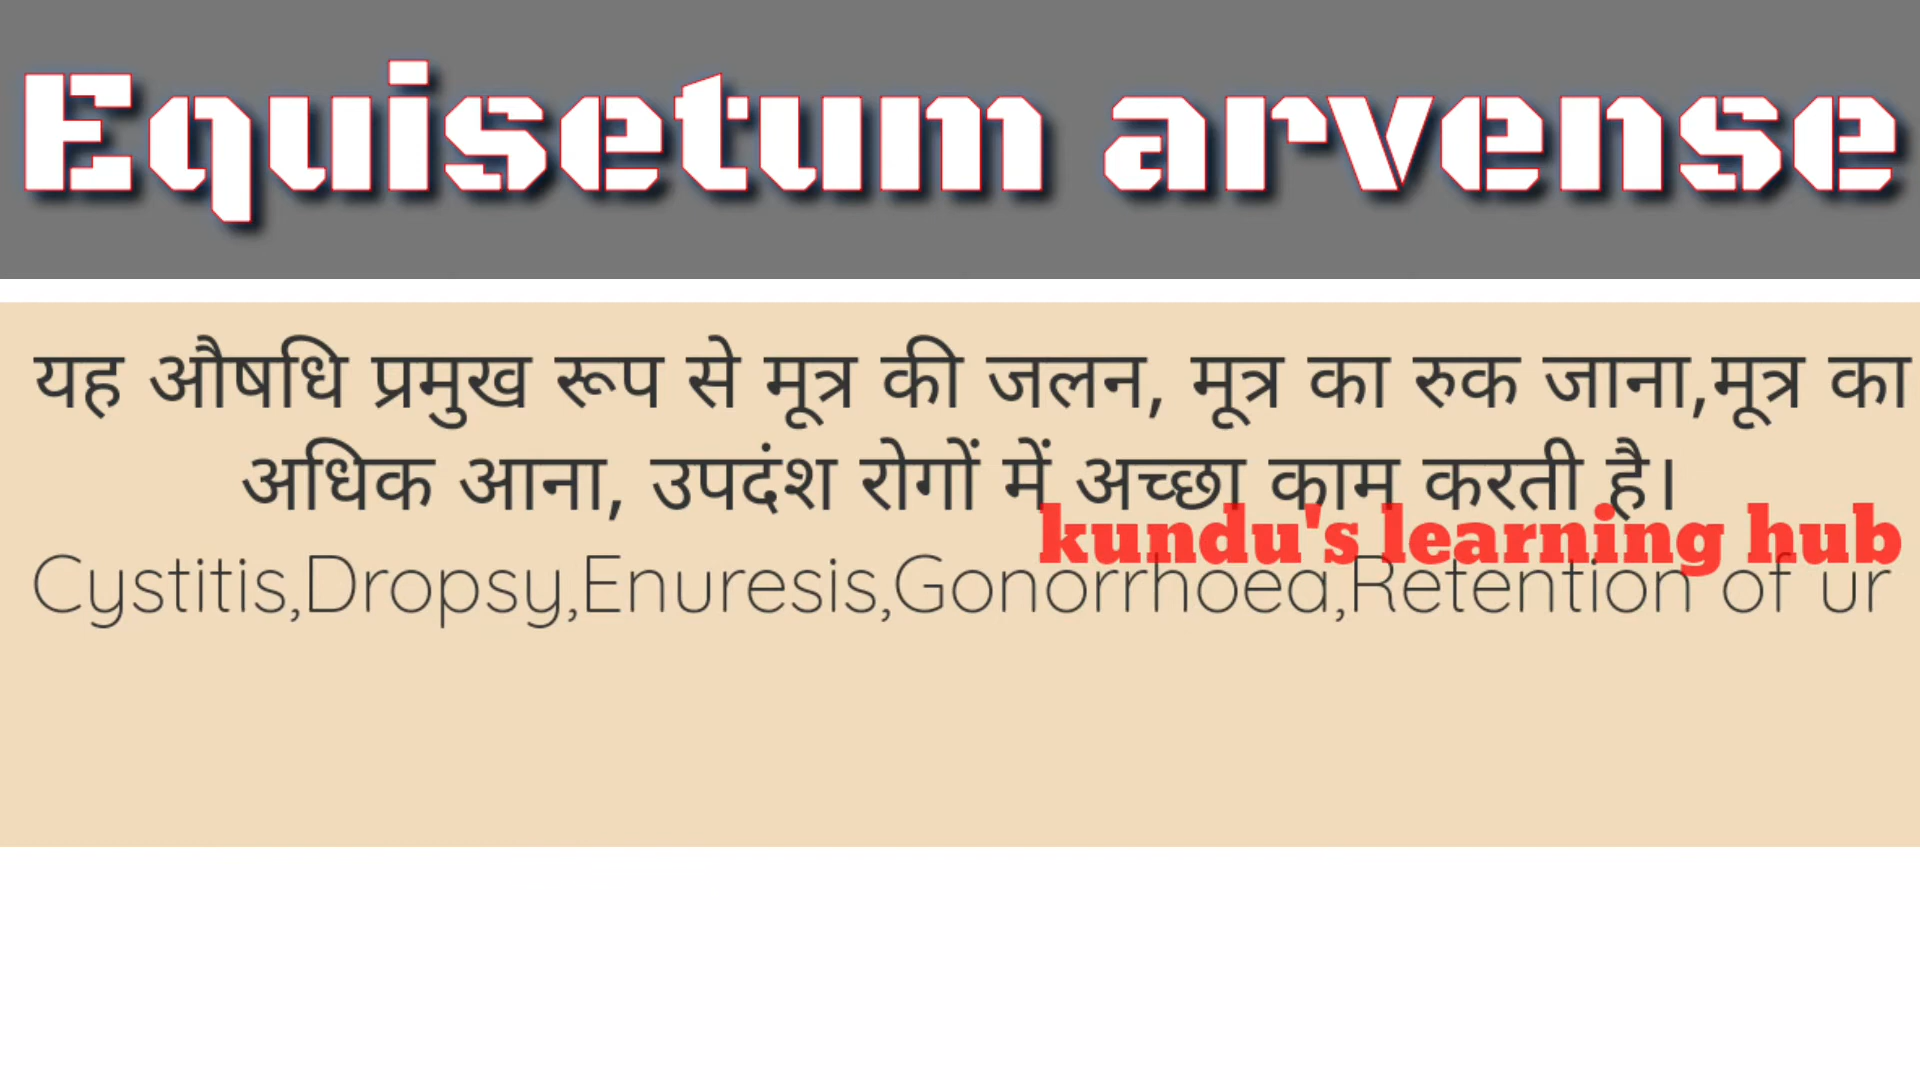 Equisetum arvense
यह औषधि प्रमुख रूप से मूत्र की जलन, मूत्र का रुक जाना,मूत्र का
अधिक आना, उपदंश रोगों में अच्छा काम करती है।
kundu's learning hub
Cystitis,Dropsy,Enuresis,Gonorrhoea,Retention of ur